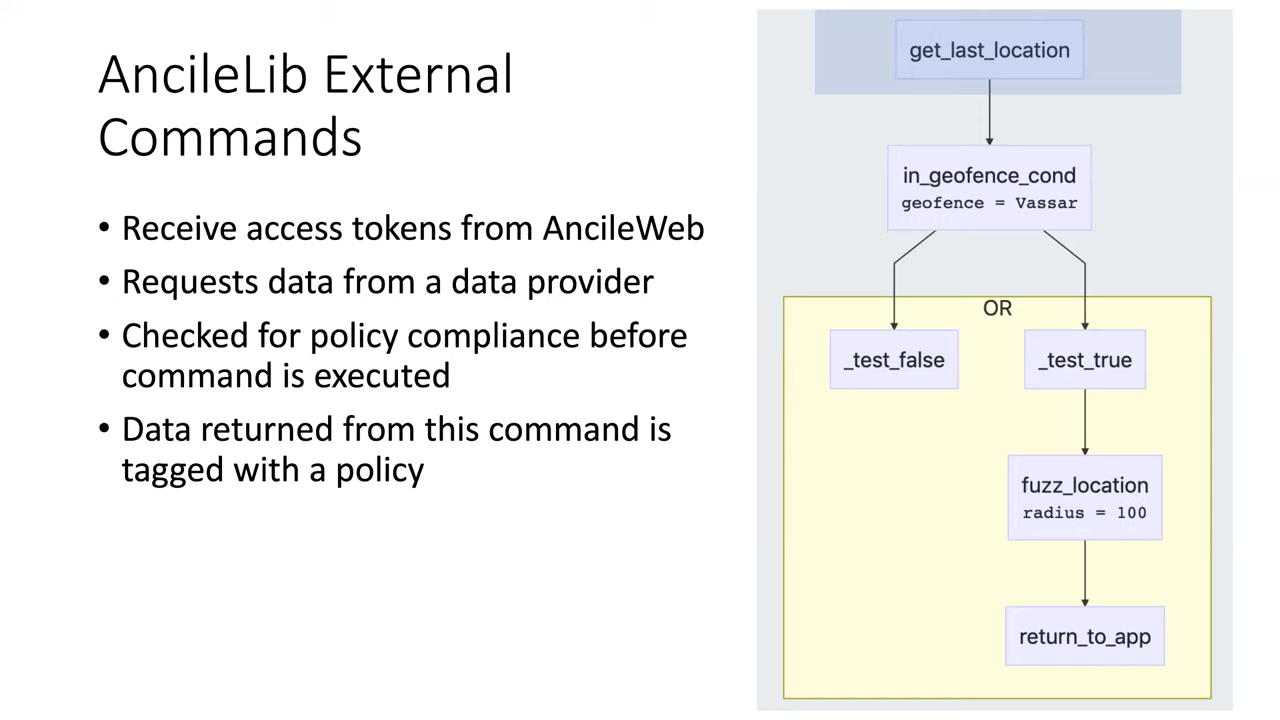 AncileLib External
Commands
• Receive access tokens from AncileWeb
• Requests data from a data provider
• Checked for policy compliance before
command is executed
• Data returned from this command is
tagged with a policy
get_last_location
in_geofence_cond
geofence = Vassar
OR
_test_false
_test_true
fuzz_location
radius = 100
return_to_app